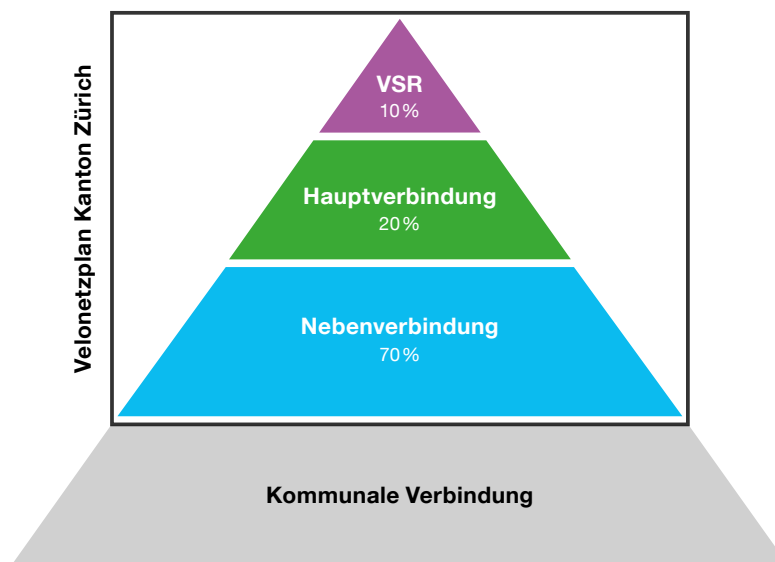 Velonetzplan Kanton Zürich
VSR
10 %
Hauptverbindung
20 %
Nebenverbindung
70 %
Kommunale Verbindung